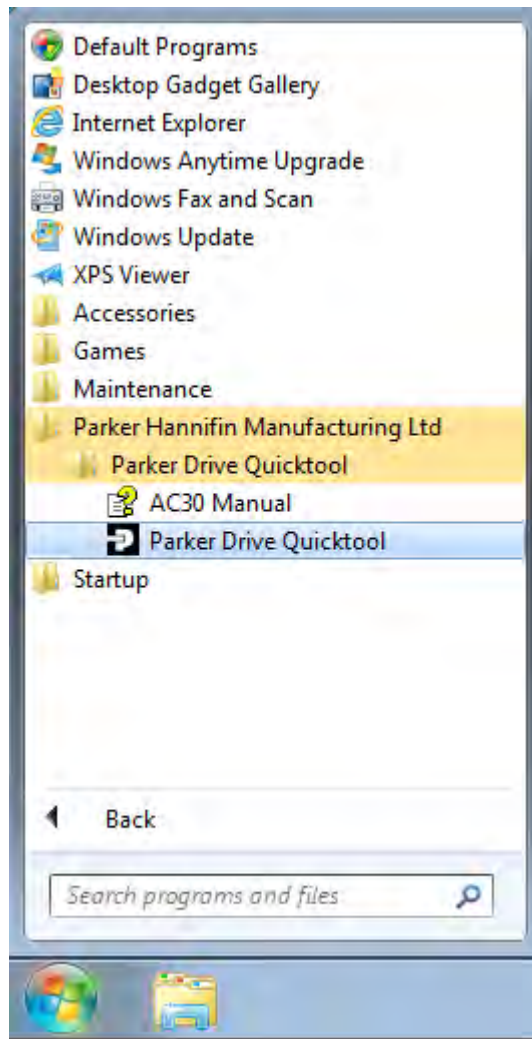 Default Programs
Desktop Gadget Gallery
Internet Explorer
Windows Anytime Upgrade
Windows Fax and Scan
Windows Update
XPS Viewer
Accessories
Games
Maintenance
Parker Hannifin Manufacturing Ltd
Parker Drive Quicktool
AC30 Manual
Parker Drive Quicktool
Startup
Back
Search programs and files